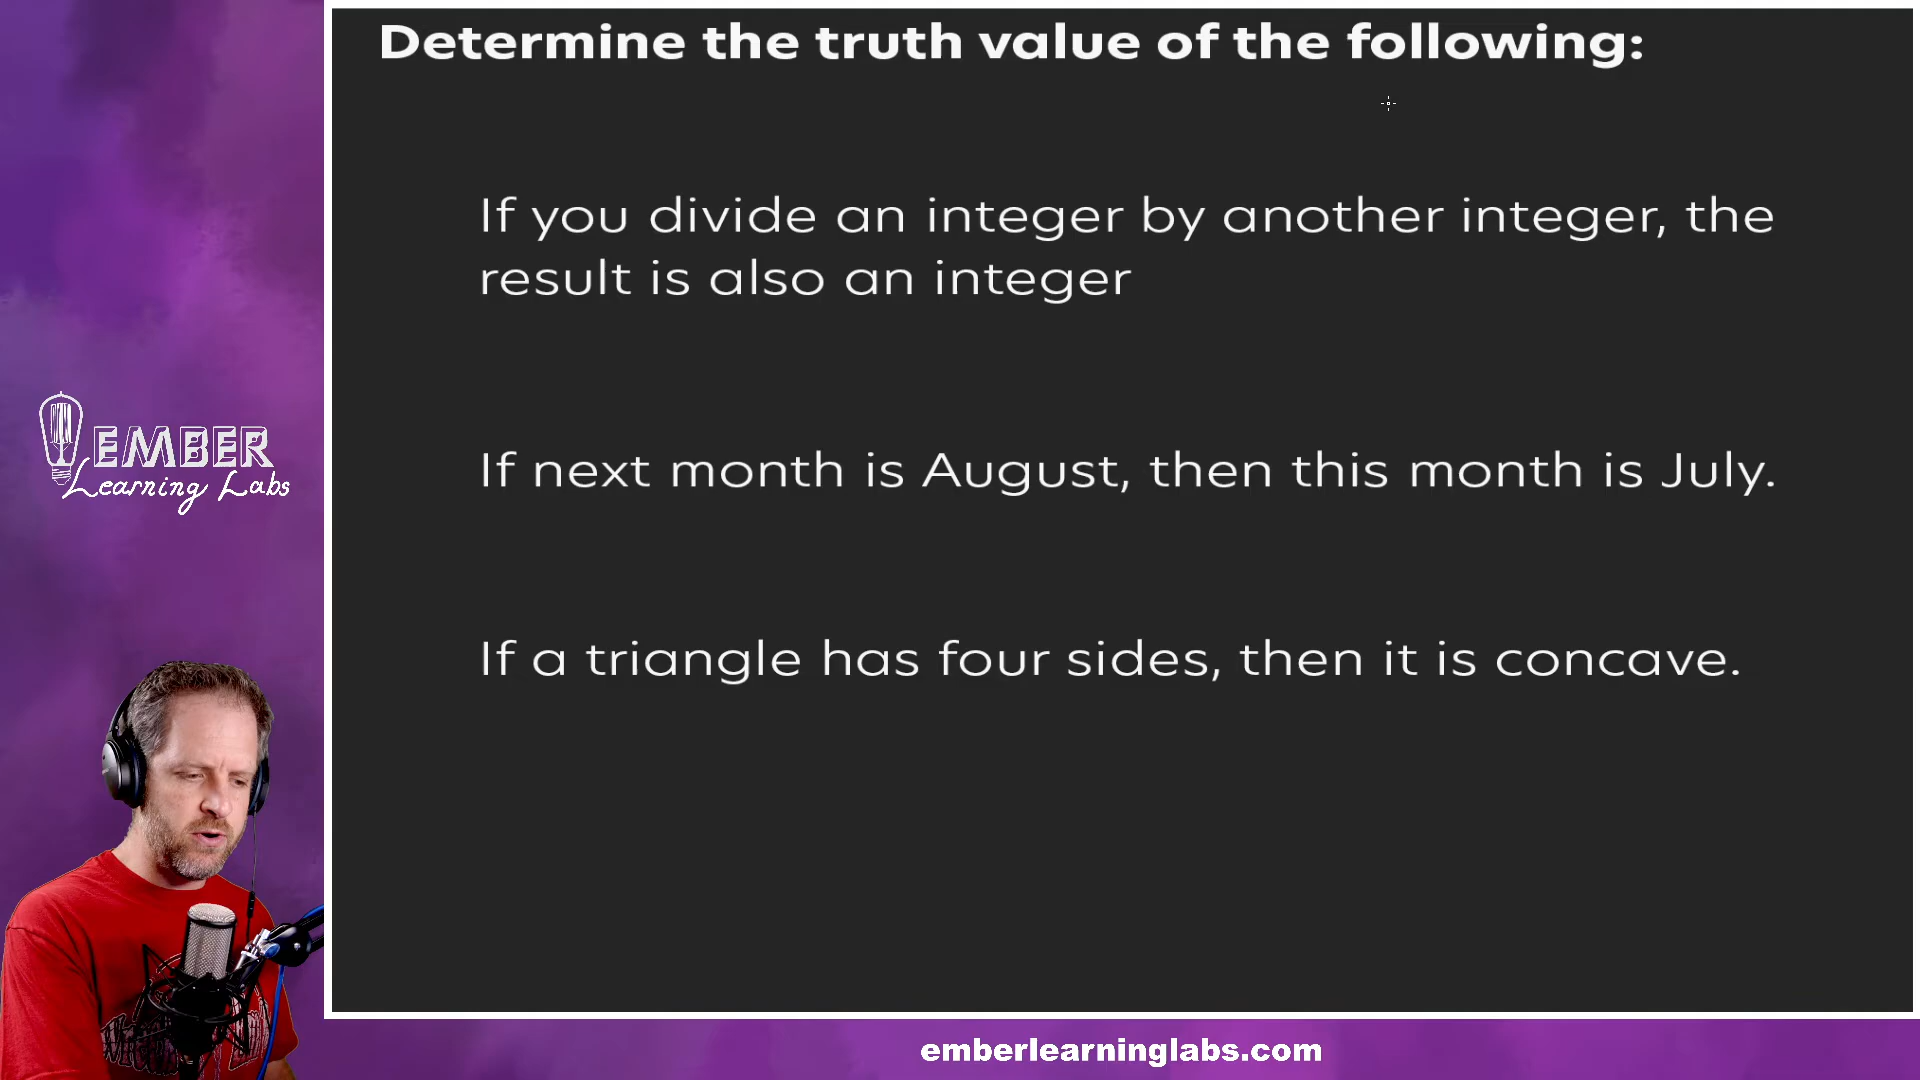 Determine the truth value of the following:
If you divide an integer by another integer, the
result is also an integer
If next month is August, then this month is July.
If a triangle has four sides, then it is concave.
EMBER
Learning Labs
emberlearninglabs.com